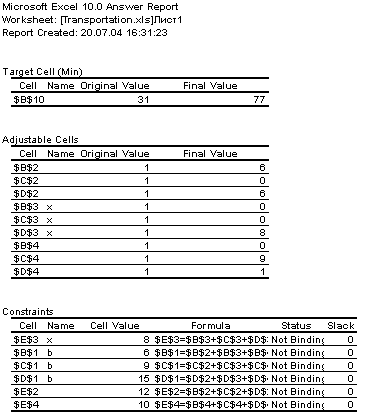 Microsoft Excel 10.0 Answer Report
Worksheet: [Transportation.xls]Лист1
Report Created: 20.07.04 16:31:23
Target Cell (Min)
Cell Name Original Value Final Value
$B$10 31 77
Adjustable Cells
Cell Name Original Value Final Value
$B$2 1 6
$C$2 1 0
$D$2 1 6
$B$3 x 1 0
$C$3 x 1 0
$D$3 x 1 8
$B$4 1 0
$C$4 1 9
$D$4 1 1
Constraints
Cell Name Cell Value Formula Status Slack
$E$3 x 8 $E$3=$B$3+$C$3+$D$: Not Binding 0
$B$1 b 6 $B$1=$B$2+$B$3+$B$· Not Binding 0
$C$1 b 9 $C$1=$C$2+$C$3+$C$· Not Binding 0
$D$1 b 15 $D$1=$D$2+$D$3+$D$· Not Binding 0
$E$2 12 $E$2=$B$2+$C$2+$D$: Not Binding 0
$E$4 10 $E$4=$B$4+$C$4+$D$· Not Binding 0